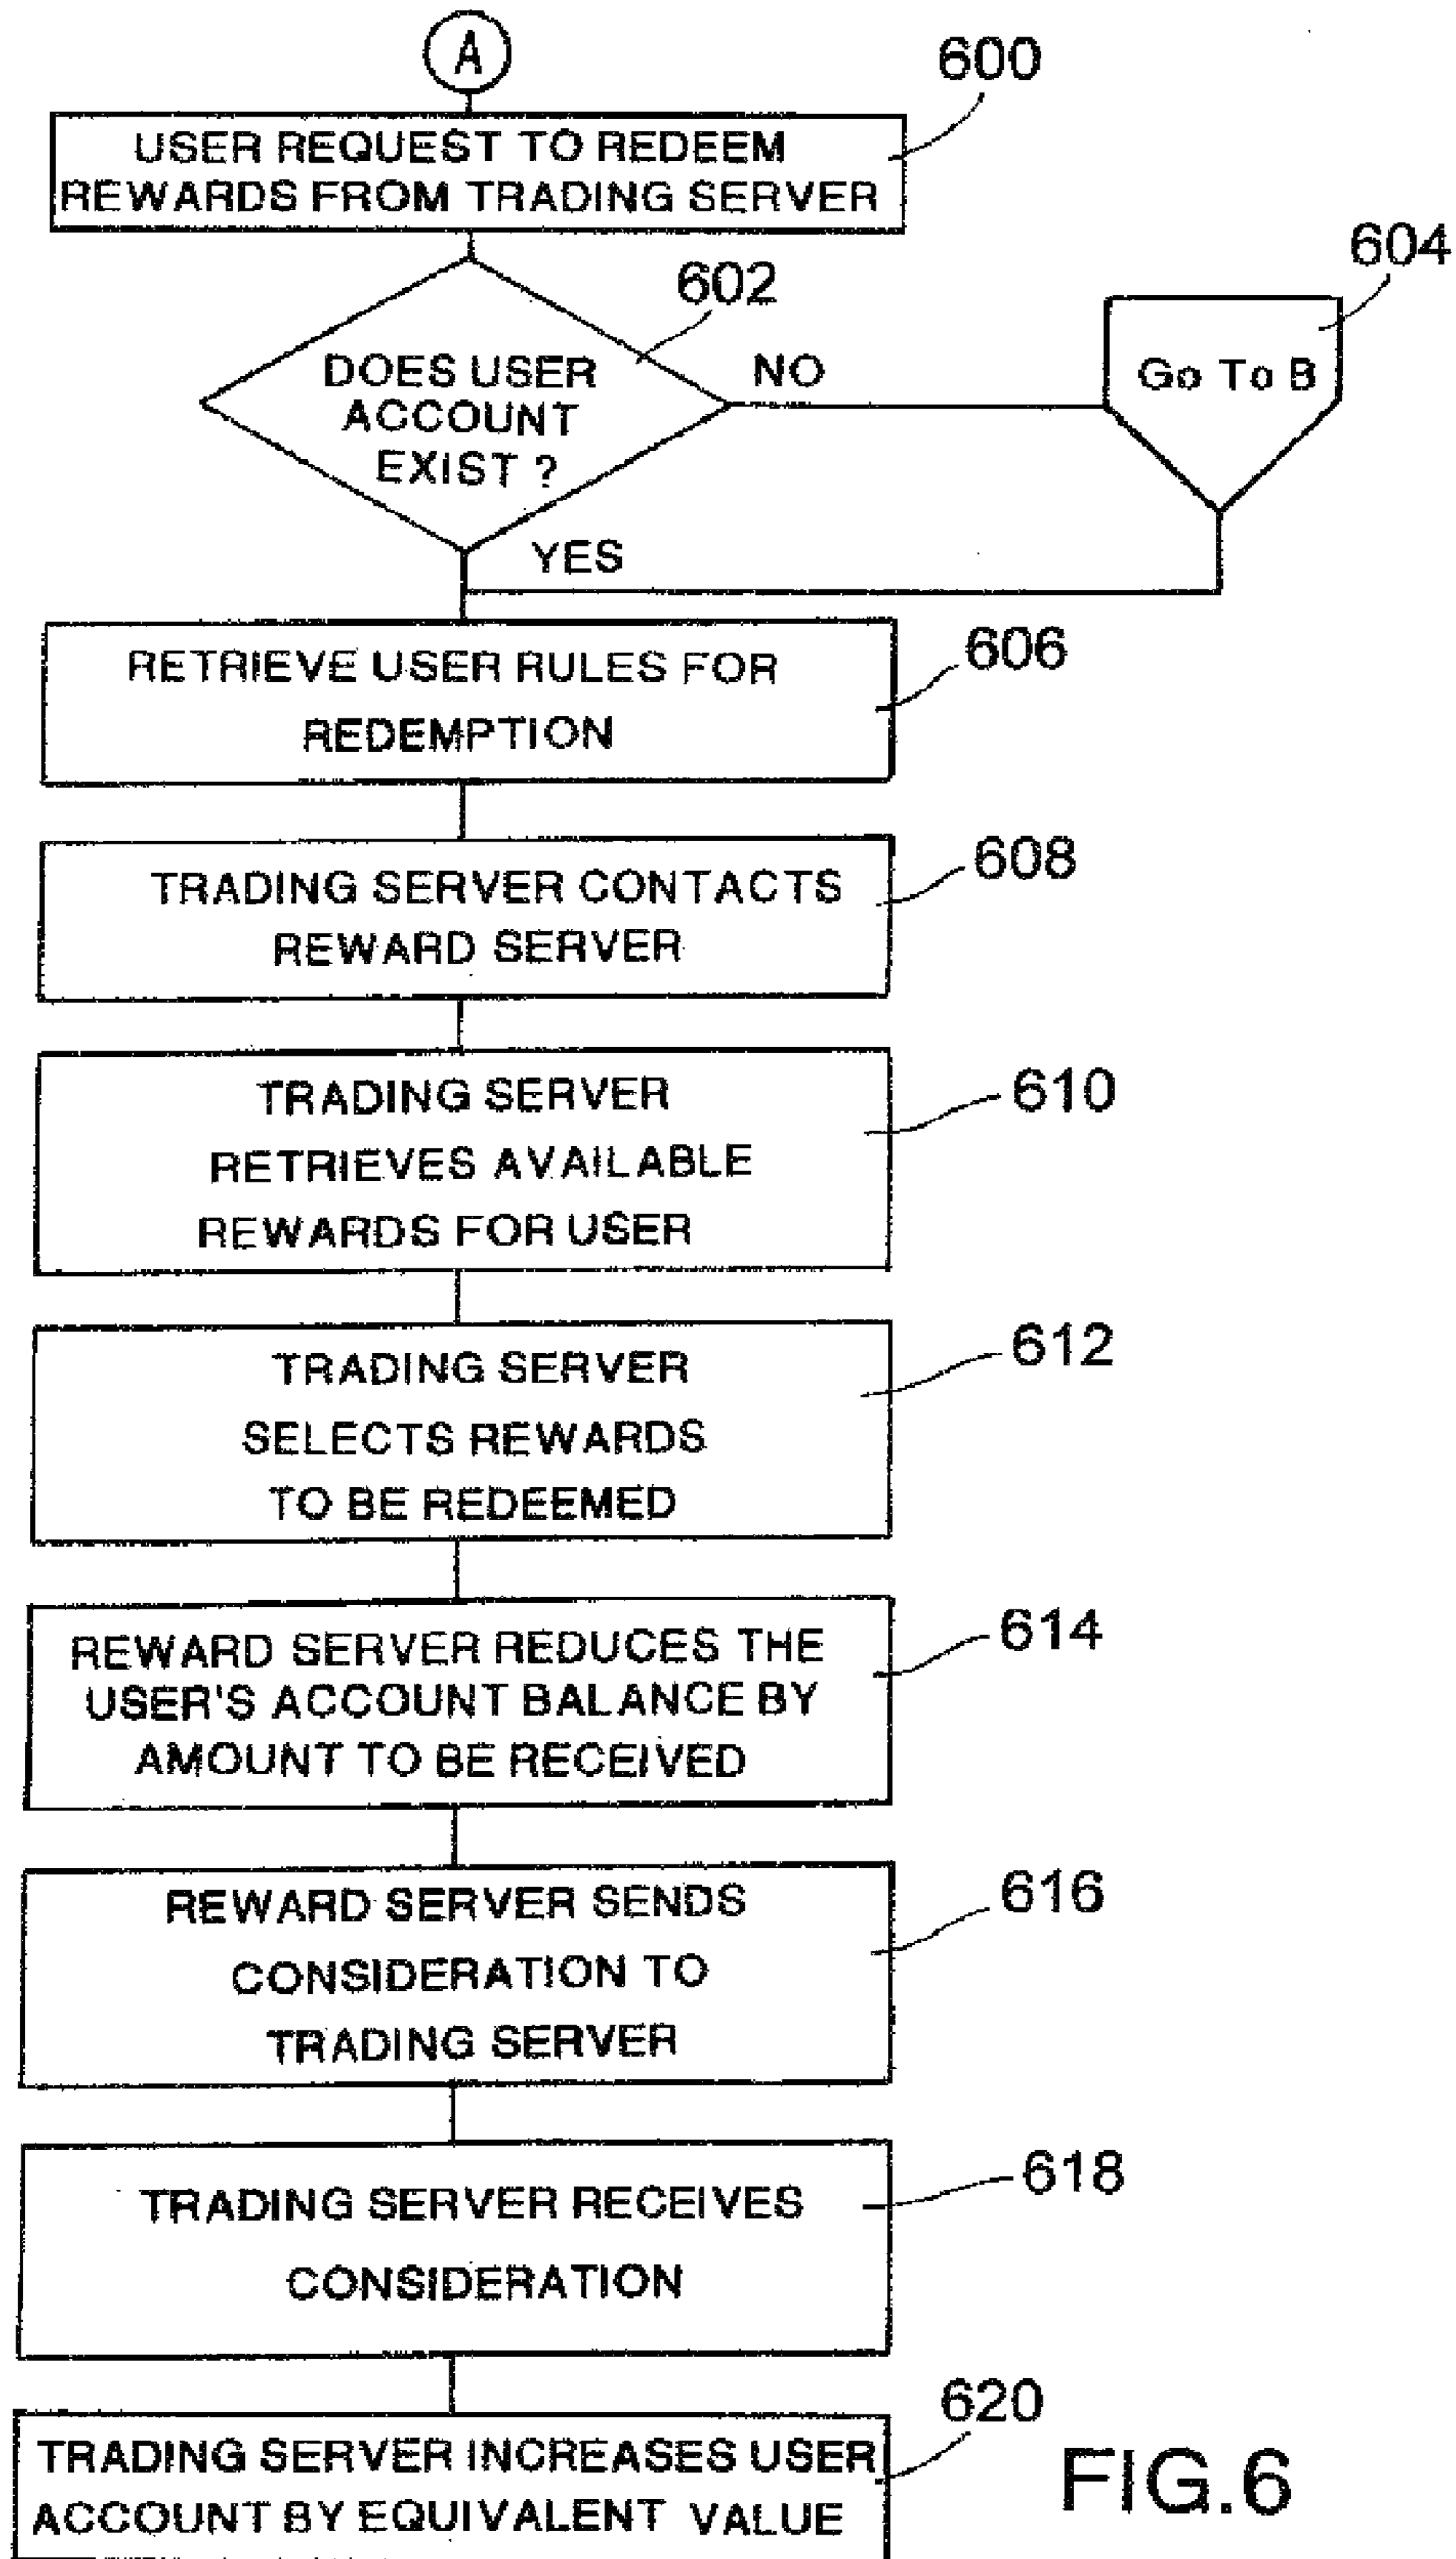 A
600
USER REQUEST TO REDEEM
REWARDS FROM TRADING SERVER
602
604
DOES USER
ACCOUNT
EXIST ?
NO
Go To B
YES
606
RETRIEVE USER RULES FOR
REDEMPTION
608
TRADING SERVER CONTACTS
REWARD SERVER
610
TRADING SERVER
RETRIEVES AVAILABLE
REWARDS FOR USER
612
TRADING SERVER
SELECTS REWARDS
TO BE REDEEMED
614
REWARD SERVER REDUCES THE
USER'S ACCOUNT BALANCE BY
AMOUNT TO BE RECEIVED
616
REWARD SERVER SENDS
CONSIDERATION TO
TRADING SERVER
618
TRADING SERVER RECEIVES
CONSIDERATION
620
TRADING SERVER INCREASES USER
ACCOUNT BY EQUIVALENT VALUE
FIG.6